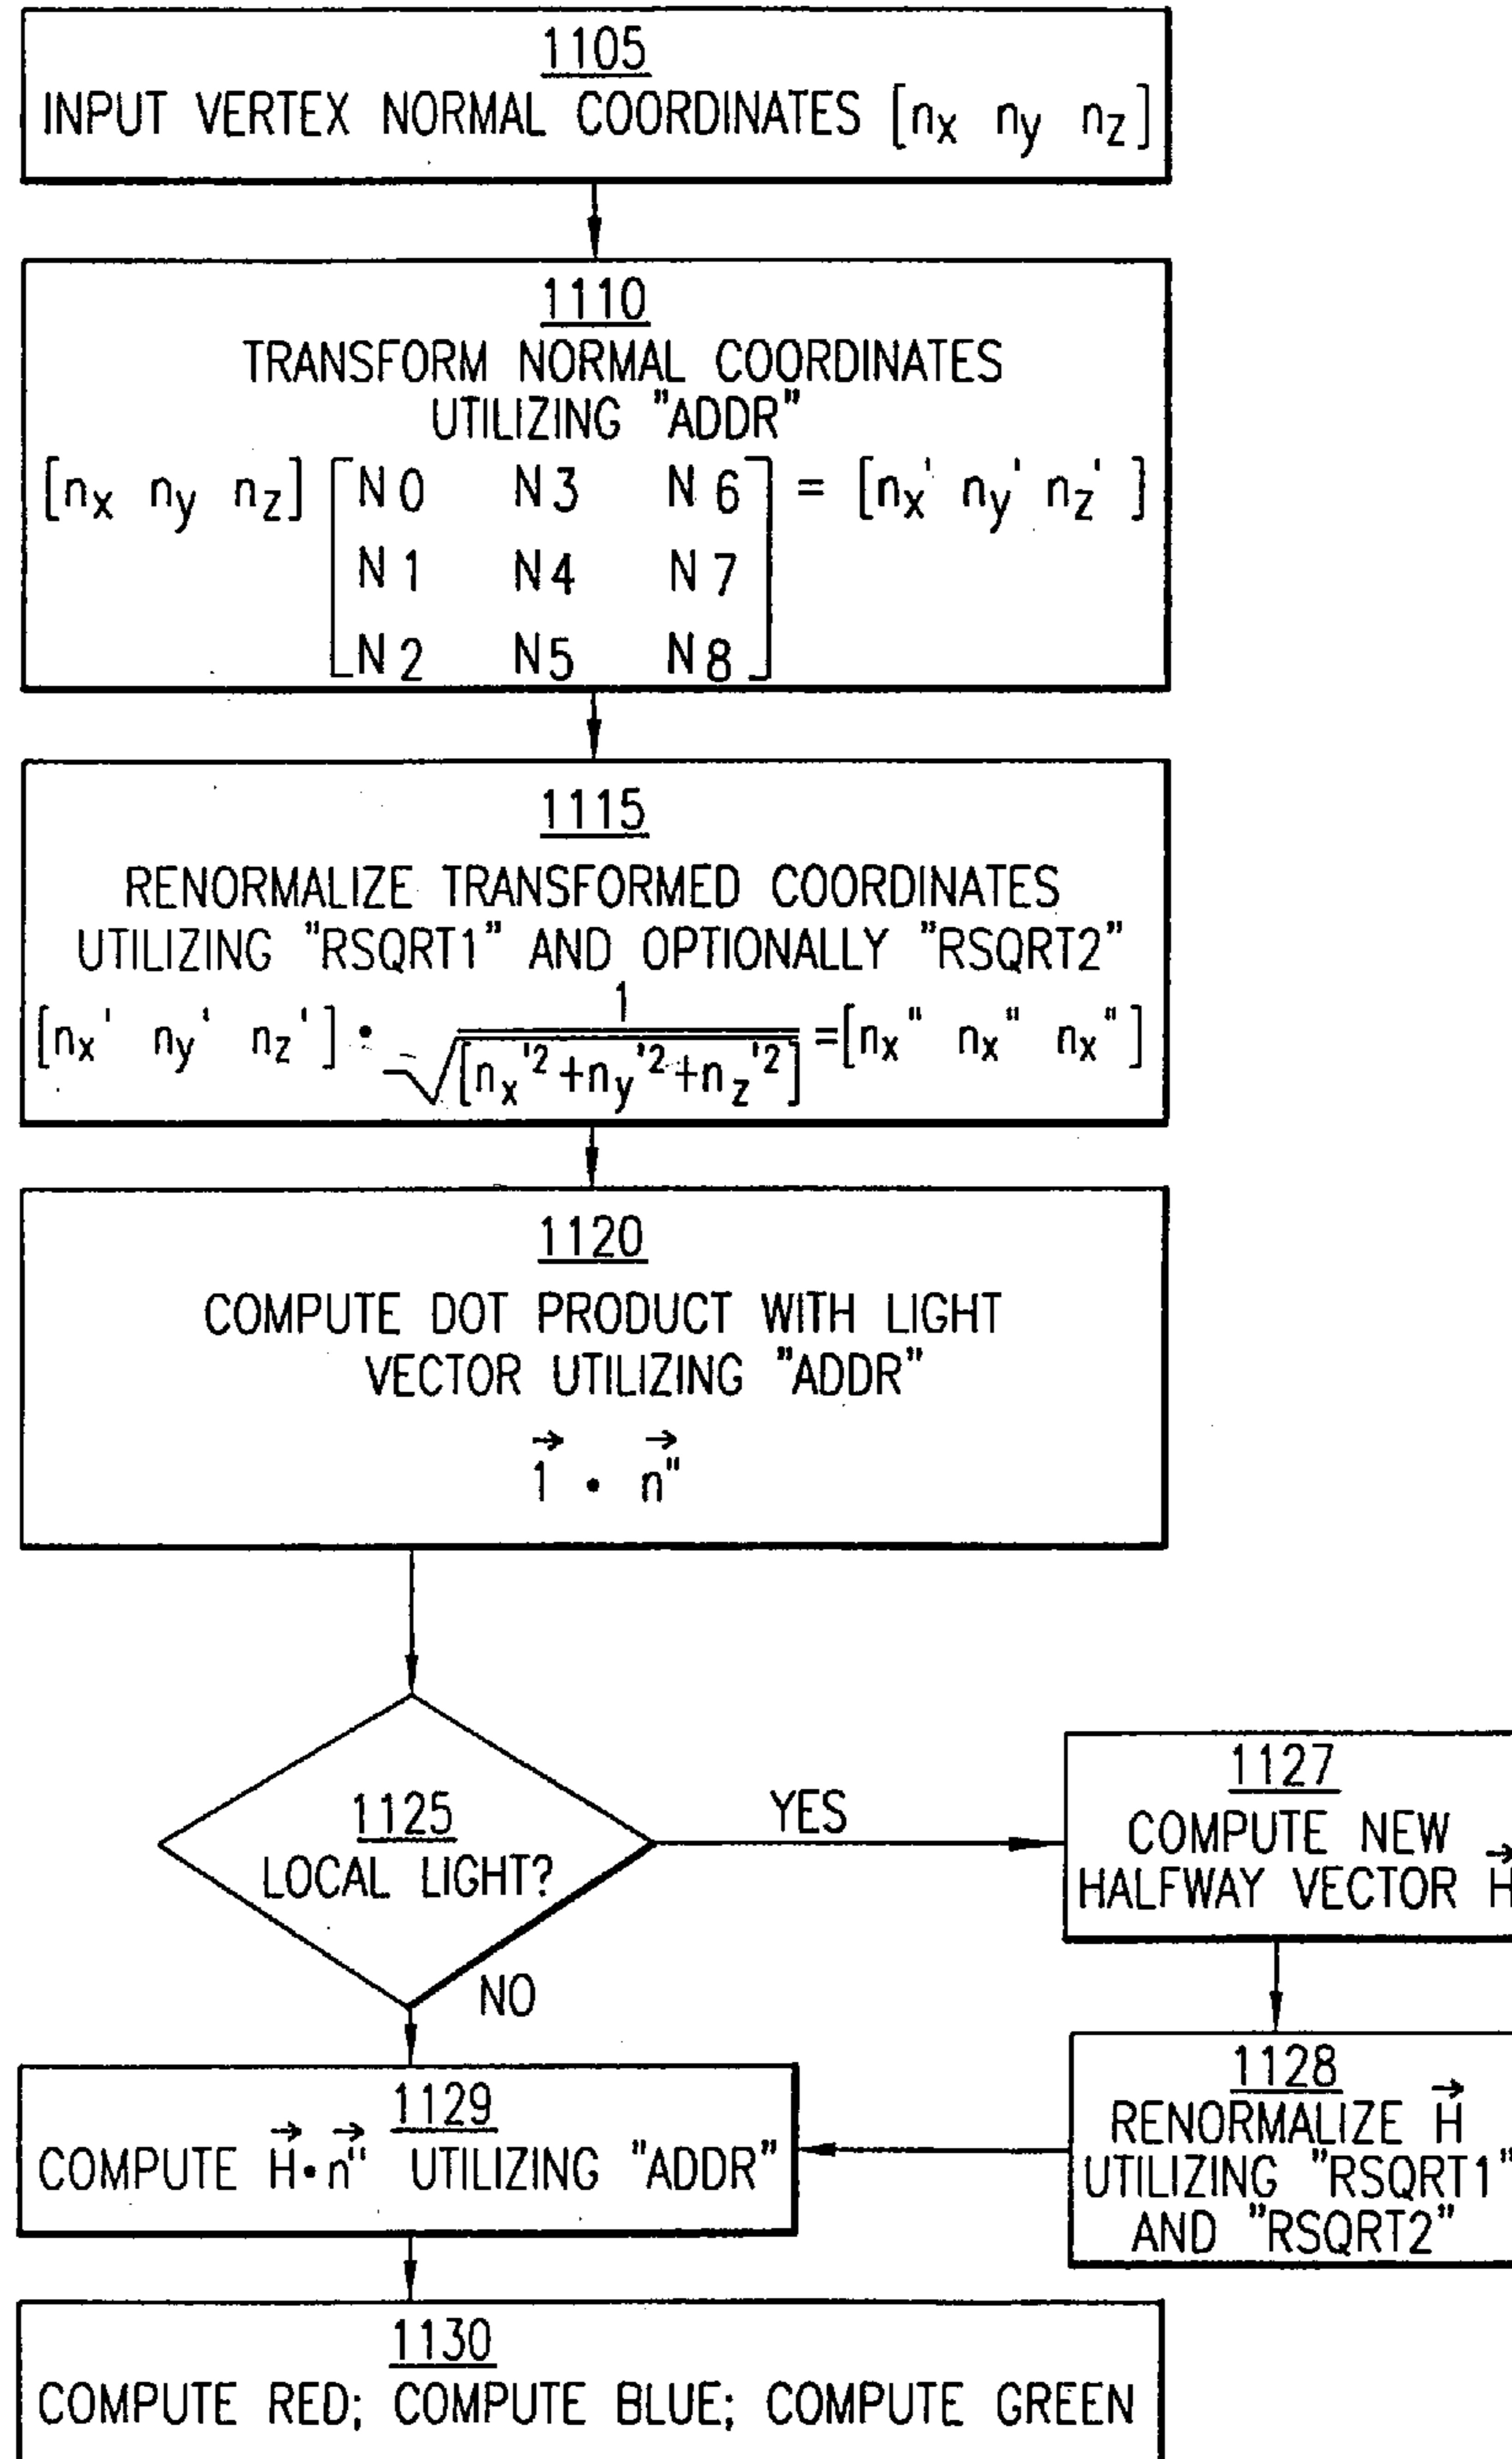 1105
INPUT VERTEX NORMAL COORDINATES [nx ny nz]
1110
TRANSFORM NORMAL COORDINATES
UTILIZING "ADDR"
[nx ny nz] [N0 N3 N6] = [nx' ny' nz']
N1 N4 N7
N2 N5 N8
1115
RENORMALIZE TRANSFORMED COORDINATES
UTILIZING "RSQRT1" AND OPTIONALLY "RSQRT2"
1
[nx' ny' nz'] • √[nx'2+ny'2+nz'2] =[nx" nx" nx"]
1120
COMPUTE DOT PRODUCT WITH LIGHT
VECTOR UTILIZING "ADDR"
1⃗ • n⃗"
1125
LOCAL LIGHT?
YES
NO
1127
COMPUTE NEW
HALFWAY VECTOR H⃗
1128
RENORMALIZE H⃗
UTILIZING "RSQRT1"
AND "RSQRT2"
1129
COMPUTE H⃗•n⃗" UTILIZING "ADDR"
1130
COMPUTE RED; COMPUTE BLUE; COMPUTE GREEN